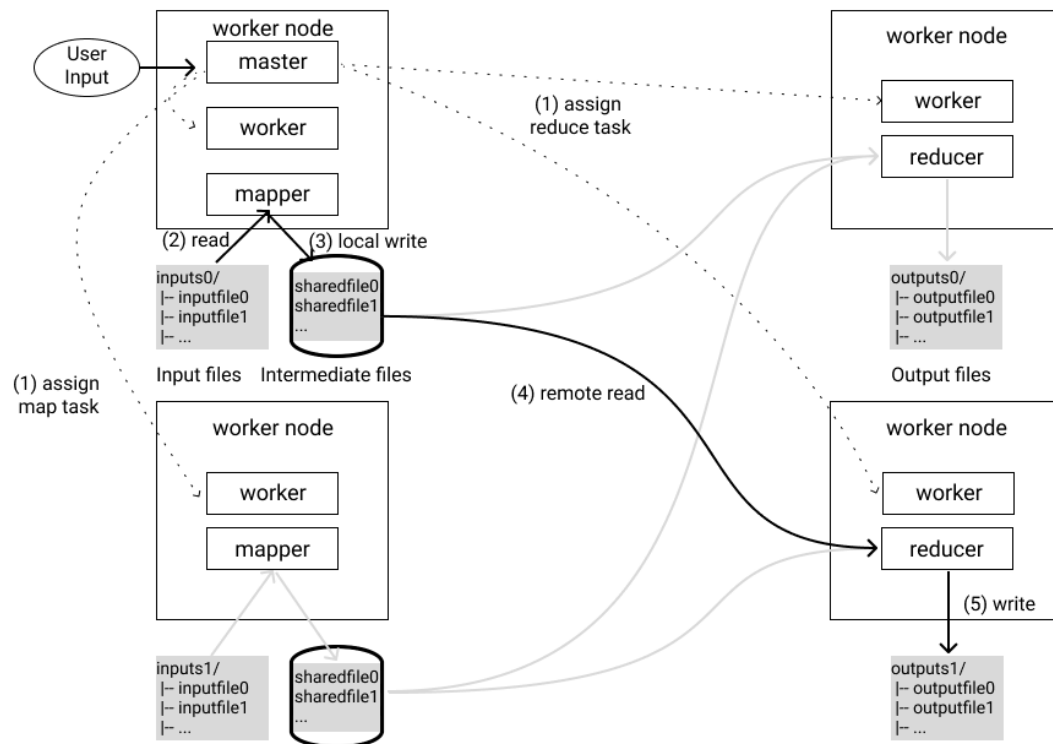 worker node
User
Input
master
worker
mapper
(2) read
(3) local write
inputs0/
|-- inputfile0
|-- inputfile1
|-- ...
Input files
sharedfile0
sharedfile1
...
Intermediate files
(1) assign
map task
(1) assign
reduce task
worker node
worker
reducer
outputs0/
|-- outputfile0
|-- outputfile1
|-- ...
Output files
(4) remote read
worker node
worker
mapper
inputs1/
|-- inputfile0
|-- inputfile1
|-- ...
sharedfile0
sharedfile1
...
worker node
worker
reducer
(5) write
outputs1/
|-- outputfile0
|-- outputfile1
|-- ...